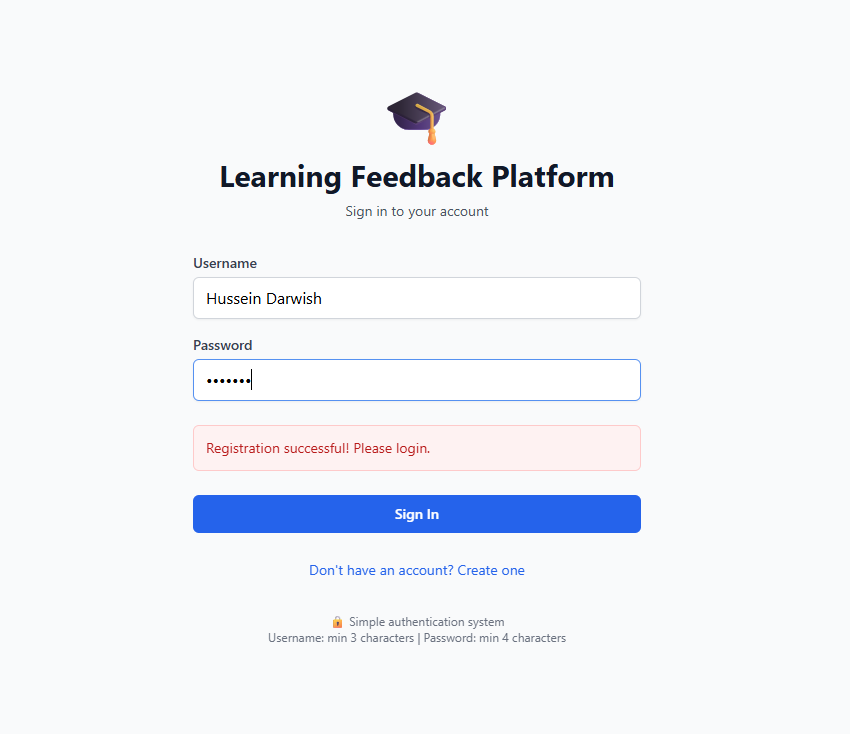 Learning Feedback Platform
Sign in to your account
Username
Hussein Darwish
Password
•••••••
Registration successful! Please login.
Sign In
Don't have an account? Create one
🔒 Simple authentication system
Username: min 3 characters | Password: min 4 characters